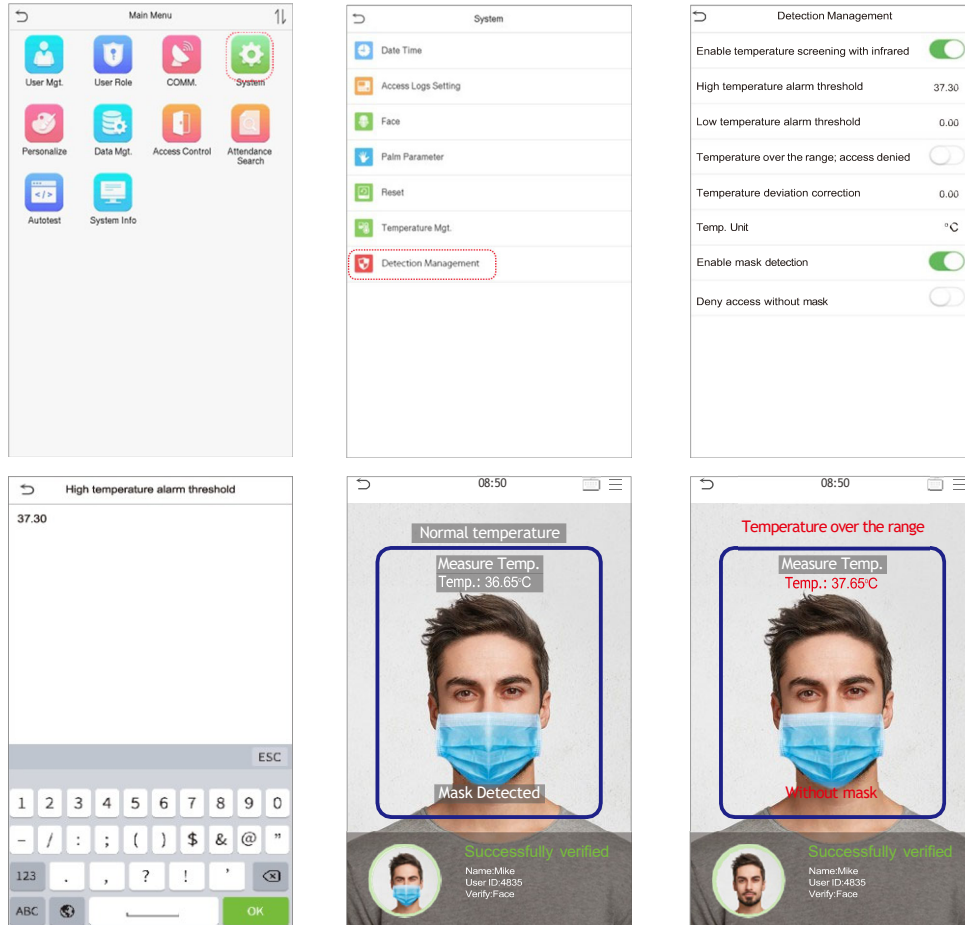 Main Menu
User Mgt.
User Role
COMM.
System
Personalize
Data Mgt.
Access Control
Attendance
Search
Autotest
System Info
System
Date Time
Access Logs Setting
Face
Palm Parameter
Reset
Temperature Mgt.
Detection Management
Detection Management
Enable temperature screening with infrared
High temperature alarm threshold 37.30
Low temperature alarm threshold 0.00
Temperature over the range; access denied
Temperature deviation correction 0.00
Temp. Unit °C
Enable mask detection
Deny access without mask
High temperature alarm threshold
37.30
ESC
1 2 3 4 5 6 7 8 9 0
- / : ; ( ) $ & @ "
123 . , ? ! '
ABC OK
08:50
Normal temperature
Measure Temp.
Temp.: 36.65°C
Mask Detected
Successfully verified
Name:Mike
User ID:4835
Verify:Face
08:50
Temperature over the range
Measure Temp.
Temp.: 37.65°C
Without mask
Successfully verified
Name:Mike
User ID:4835
Verify:Face